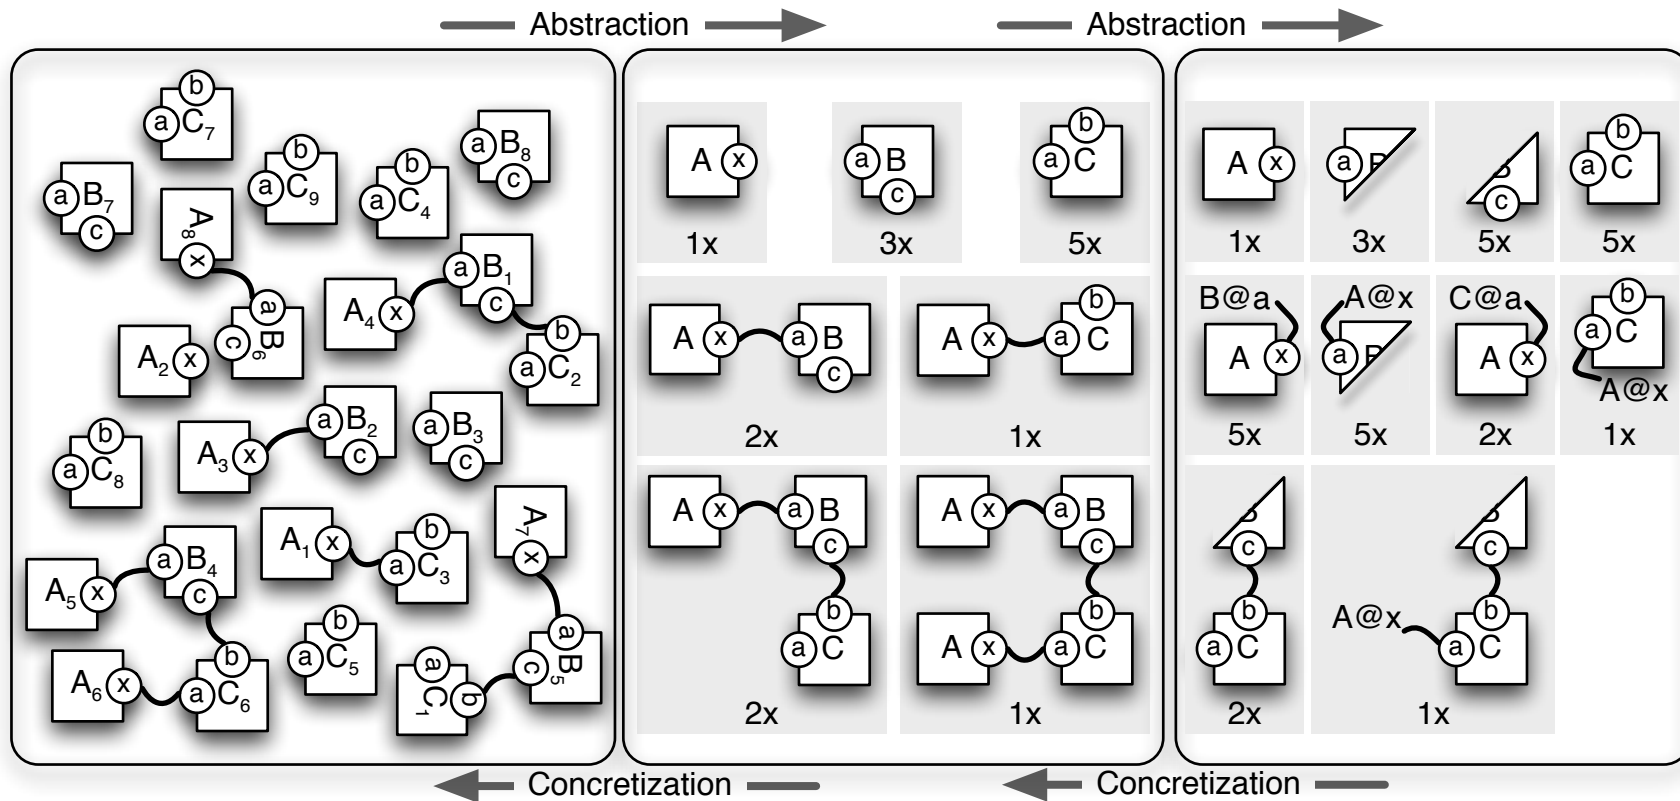 Abstraction Abstraction
b
a C7
b
a C9
b
a C4
a B8
c
a B7
c
A8
x
a B1
c
A4 x
a
c B6
A2 x
b
a C2
a B2
c
A3 x
a B3
c
b
a C8
A7
x
A1 x
b
a C3
a B4
c
A5 x
b
a C6
A6 x
b
a C5
a
c B5
a
C1 b
A x
a B
c
b
a C
1x 3x 5x
A x a B
c
2x
A x b
a C
1x
A x a B
c
b
a C
2x
A x a B
c
b
A x a C
1x
A x
a B
B
c
b
a C
1x 3x 5x 5x
B@a
A x
5x
A@x
a B
5x
C@a
A x
2x
b
a C
A@x
1x
B
c
b
a C
2x
B
c
b
A@x
a C
1x
Concretization Concretization